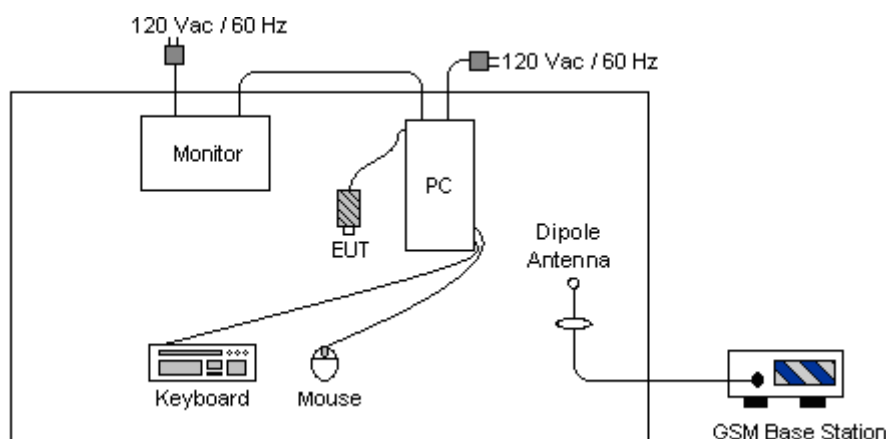 120 Vac / 60 Hz
120 Vac / 60 Hz
Monitor
PC
EUT
Dipole
Antenna
Keyboard
Mouse
GSM Base Station